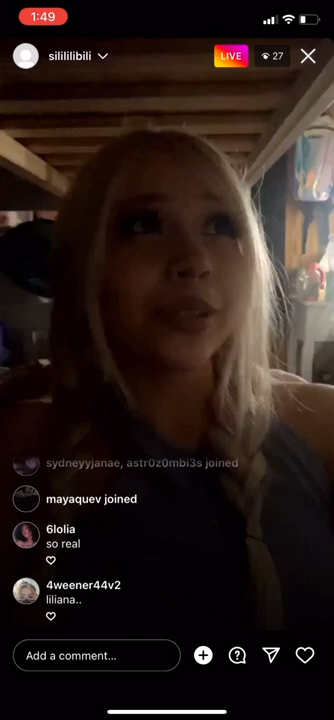 1:49
sililiibili
LIVE
27
sydneyyjanae, astr0z0mbi3s joined
mayaquev joined
6lolia
so real
4weener44v2
liliana..
Add a comment...